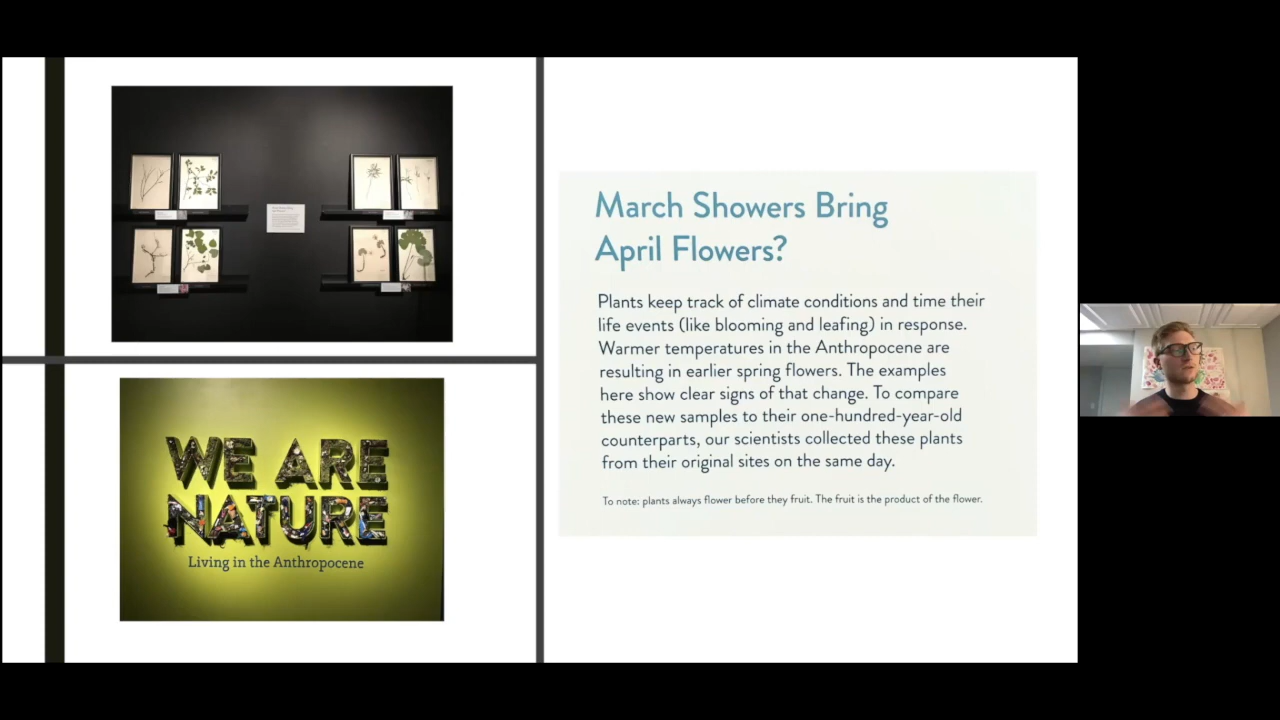 WE ARE
NATURE
Living in the Anthropocene
March Showers Bring
April Flowers?
Plants keep track of climate conditions and time their
life events (like blooming and leafing) in response.
Warmer temperatures in the Anthropocene are
resulting in earlier spring flowers. The examples
here show clear signs of that change. To compare
these new samples to their one-hundred-year-old
counterparts, our scientists collected these plants
from their original sites on the same day.
To note: plants always flower before they fruit. The fruit is the product of the flower.